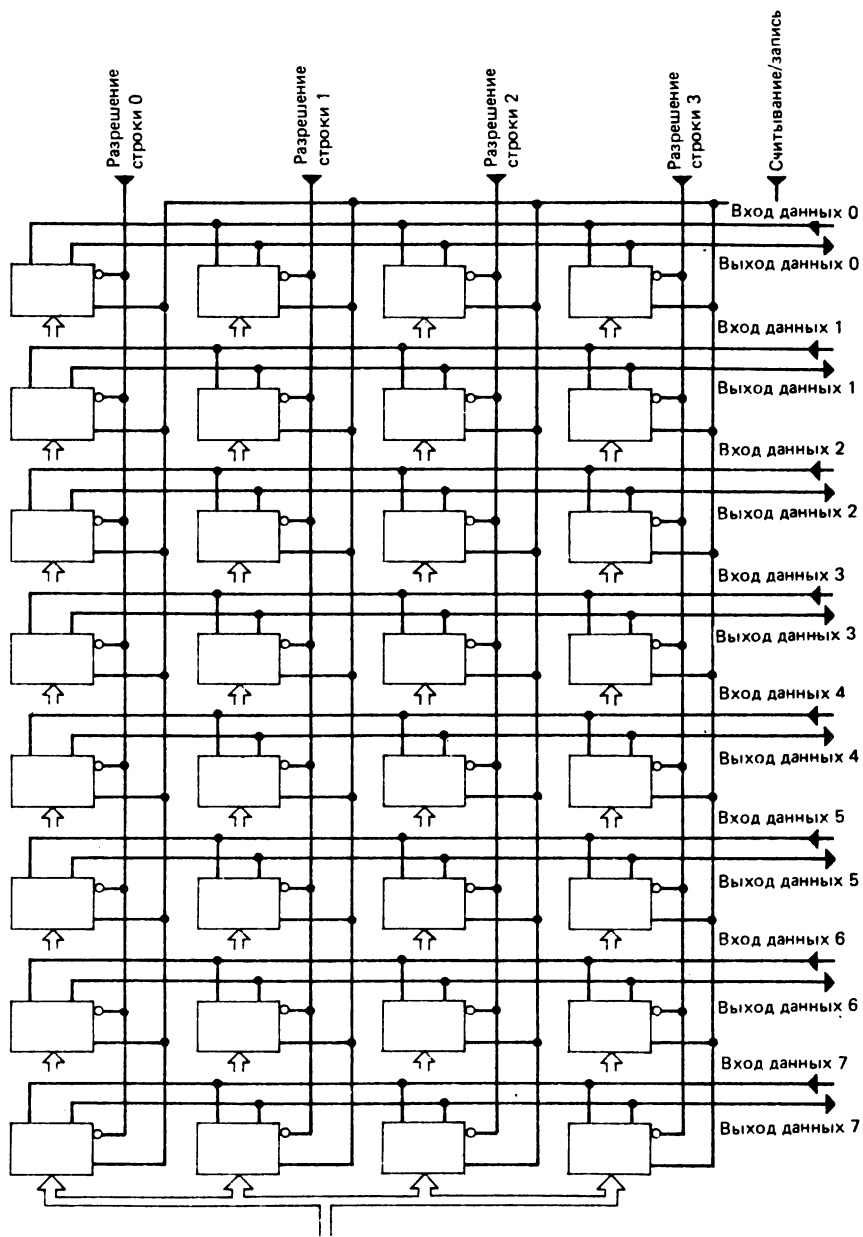 Разрешение
строки 0
Разрешение
строки 1
Разрешение
строки 2
Разрешение
строки 3
Считывание/запись
Вход данных 0
Выход данных 0
Вход данных 1
Выход данных 1
Вход данных 2
Выход данных 2
Вход данных 3
Выход данных 3
Вход данных 4
Выход данных 4
Вход данных 5
Выход данных 5
Вход данных 6
Выход данных 6
Вход данных 7
Выход данных 7